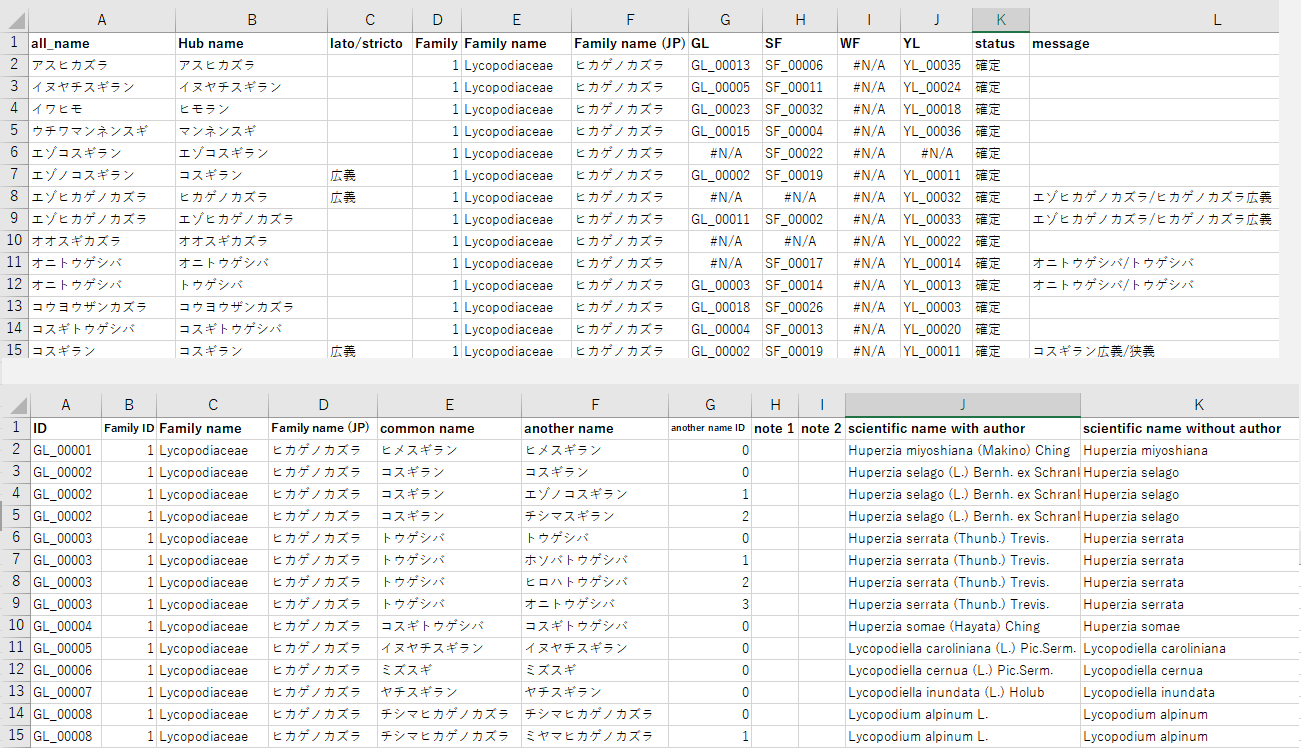 A B C D E F G H I J K L
1 all_name Hub name lato/stricto Family Family name Family name (JP) GL SF WF YL status message
2 アスヒカズラ アスヒカズラ 1 Lycopodiaceae ヒカゲノカズラ GL_00013 SF_00006 #N/A YL_00035 確定
3 イヌヤチスギラン イヌヤチスギラン 1 Lycopodiaceae ヒカゲノカズラ GL_00005 SF_00011 #N/A YL_00024 確定
4 イワヒモ ヒモラン 1 Lycopodiaceae ヒカゲノカズラ GL_00023 SF_00032 #N/A YL_00018 確定
5 ウチワマンネンスギ マンネンスギ 1 Lycopodiaceae ヒカゲノカズラ GL_00015 SF_00004 #N/A YL_00036 確定
6 エゾコスギラン エゾコスギラン 1 Lycopodiaceae ヒカゲノカズラ #N/A SF_00022 #N/A #N/A 確定
7 エゾノコスギラン コスギラン 広義 1 Lycopodiaceae ヒカゲノカズラ GL_00002 SF_00019 #N/A YL_00011 確定
8 エゾヒカゲノカズラ ヒカゲノカズラ 広義 1 Lycopodiaceae ヒカゲノカズラ #N/A #N/A #N/A YL_00032 確定 エゾヒカゲノカズラ/ヒカゲノカズラ広義
9 エゾヒカゲノカズラ エゾヒカゲノカズラ 1 Lycopodiaceae ヒカゲノカズラ GL_00011 SF_00002 #N/A YL_00033 確定 エゾヒカゲノカズラ/ヒカゲノカズラ広義
10 オオスギカズラ オオスギカズラ 1 Lycopodiaceae ヒカゲノカズラ #N/A #N/A #N/A YL_00022 確定
11 オニトウゲシバ オニトウゲシバ 1 Lycopodiaceae ヒカゲノカズラ #N/A SF_00017 #N/A YL_00014 確定 オニトウゲシバ/トウゲシバ
12 オニトウゲシバ トウゲシバ 1 Lycopodiaceae ヒカゲノカズラ GL_00003 SF_00014 #N/A YL_00013 確定 オニトウゲシバ/トウゲシバ
13 コウヨウザンカズラ コウヨウザンカズラ 1 Lycopodiaceae ヒカゲノカズラ GL_00018 SF_00026 #N/A YL_00003 確定
14 コスギトウゲシバ コスギトウゲシバ 1 Lycopodiaceae ヒカゲノカズラ GL_00004 SF_00013 #N/A YL_00020 確定
15 コスギラン コスギラン 広義 1 Lycopodiaceae ヒカゲノカズラ GL_00002 SF_00019 #N/A YL_00011 確定 コスギラン広義/狭義
A B C D E F G H I J K
1 ID Family ID Family name Family name (JP) common name another name another name ID note 1 note 2 scientific name with author scientific name without author
2 GL_00001 1 Lycopodiaceae ヒカゲノカズラ ヒメスギラン ヒメスギラン 0 Huperzia miyoshiana (Makino) Ching Huperzia miyoshiana
3 GL_00002 1 Lycopodiaceae ヒカゲノカズラ コスギラン コスギラン 0 Huperzia selago (L.) Bernh. ex Schrank Huperzia selago
4 GL_00002 1 Lycopodiaceae ヒカゲノカズラ コスギラン エゾノコスギラン 1 Huperzia selago (L.) Bernh. ex Schrank Huperzia selago
5 GL_00002 1 Lycopodiaceae ヒカゲノカズラ コスギラン チシマスギラン 2 Huperzia selago (L.) Bernh. ex Schrank Huperzia selago
6 GL_00003 1 Lycopodiaceae ヒカゲノカズラ トウゲシバ トウゲシバ 0 Huperzia serrata (Thunb.) Trevis. Huperzia serrata
7 GL_00003 1 Lycopodiaceae ヒカゲノカズラ トウゲシバ ホソバトウゲシバ 1 Huperzia serrata (Thunb.) Trevis. Huperzia serrata
8 GL_00003 1 Lycopodiaceae ヒカゲノカズラ トウゲシバ ヒロハトウゲシバ 2 Huperzia serrata (Thunb.) Trevis. Huperzia serrata
9 GL_00003 1 Lycopodiaceae ヒカゲノカズラ トウゲシバ オニトウゲシバ 3 Huperzia serrata (Thunb.) Trevis. Huperzia serrata
10 GL_00004 1 Lycopodiaceae ヒカゲノカズラ コスギトウゲシバ コスギトウゲシバ 0 Huperzia somae (Hayata) Ching Huperzia somae
11 GL_00005 1 Lycopodiaceae ヒカゲノカズラ イヌヤチスギラン イヌヤチスギラン 0 Lycopodiella caroliniana (L.) Pic.Serm. Lycopodiella caroliniana
12 GL_00006 1 Lycopodiaceae ヒカゲノカズラ ミズスギ ミズスギ 0 Lycopodiella cernua (L.) Pic.Serm. Lycopodiella cernua
13 GL_00007 1 Lycopodiaceae ヒカゲノカズラ ヤチスギラン ヤチスギラン 0 Lycopodiella inundata (L.) Holub Lycopodiella inundata
14 GL_00008 1 Lycopodiaceae ヒカゲノカズラ チシマヒカゲノカズラ チシマヒカゲノカズラ 0 Lycopodium alpinum L. Lycopodium alpinum
15 GL_00008 1 Lycopodiaceae ヒカゲノカズラ チシマヒカゲノカズラ ミヤマヒカゲノカズラ 1 Lycopodium alpinum L. Lycopodium alpinum